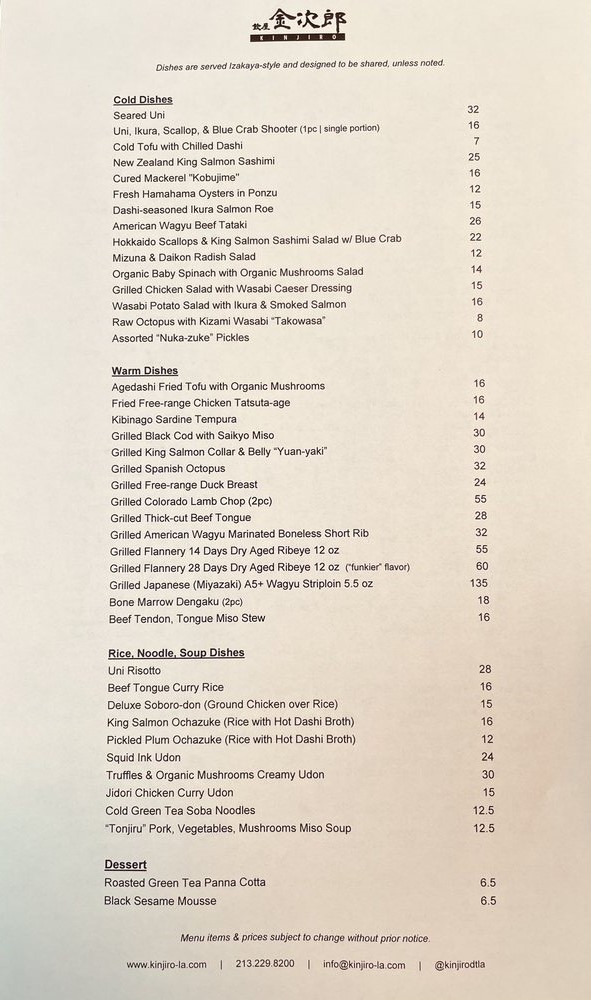 飲屋 金次郎
KINJIRO
Dishes are served Izakaya-style and designed to be shared, unless noted.
Cold Dishes
Seared Uni 32
Uni, Ikura, Scallop, & Blue Crab Shooter (1pc | single portion) 16
Cold Tofu with Chilled Dashi 7
New Zealand King Salmon Sashimi 25
Cured Mackerel "Kobujime" 16
Fresh Hamahama Oysters in Ponzu 12
Dashi-seasoned Ikura Salmon Roe 15
American Wagyu Beef Tataki 26
Hokkaido Scallops & King Salmon Sashimi Salad w/ Blue Crab 22
Mizuna & Daikon Radish Salad 12
Organic Baby Spinach with Organic Mushrooms Salad 14
Grilled Chicken Salad with Wasabi Caeser Dressing 15
Wasabi Potato Salad with Ikura & Smoked Salmon 16
Raw Octopus with Kizami Wasabi “Takowasa” 8
Assorted “Nuka-zuke” Pickles 10
Warm Dishes
Agedashi Fried Tofu with Organic Mushrooms 16
Fried Free-range Chicken Tatsuta-age 16
Kibinago Sardine Tempura 14
Grilled Black Cod with Saikyo Miso 30
Grilled King Salmon Collar & Belly “Yuan-yaki” 30
Grilled Spanish Octopus 32
Grilled Free-range Duck Breast 24
Grilled Colorado Lamb Chop (2pc) 55
Grilled Thick-cut Beef Tongue 28
Grilled American Wagyu Marinated Boneless Short Rib 32
Grilled Flannery 14 Days Dry Aged Ribeye 12 oz 55
Grilled Flannery 28 Days Dry Aged Ribeye 12 oz (“funkier” flavor) 60
Grilled Japanese (Miyazaki) A5+ Wagyu Striploin 5.5 oz 135
Bone Marrow Dengaku (2pc) 18
Beef Tendon, Tongue Miso Stew 16
Rice, Noodle, Soup Dishes
Uni Risotto 28
Beef Tongue Curry Rice 16
Deluxe Soboro-don (Ground Chicken over Rice) 15
King Salmon Ochazuke (Rice with Hot Dashi Broth) 16
Pickled Plum Ochazuke (Rice with Hot Dashi Broth) 12
Squid Ink Udon 24
Truffles & Organic Mushrooms Creamy Udon 30
Jidori Chicken Curry Udon 15
Cold Green Tea Soba Noodles 12.5
“Tonjiru” Pork, Vegetables, Mushrooms Miso Soup 12.5
Dessert
Roasted Green Tea Panna Cotta 6.5
Black Sesame Mousse 6.5
Menu items & prices subject to change without prior notice.
www.kinjiro-la.com | 213.229.8200 | info@kinjiro-la.com | @kinjirodtla